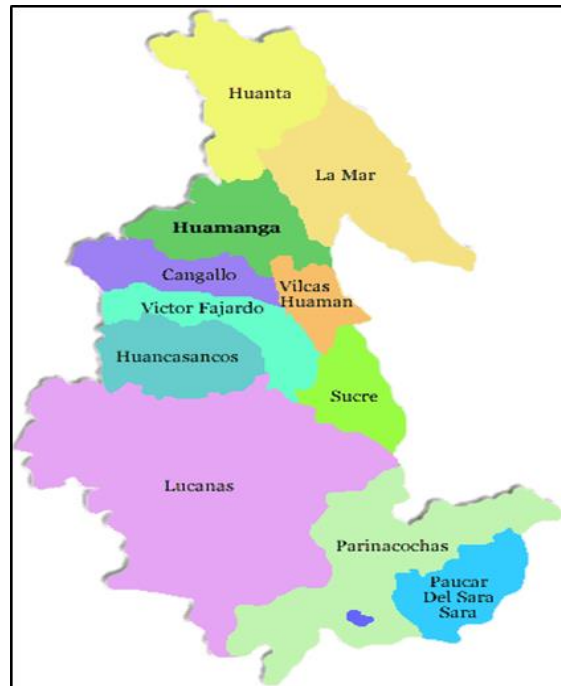 Huanta
La Mar
Huamanga
Cangallo
Vilcas
Huaman
Victor Fajardo
Huancasancos
Sucre
Lucanas
Parinacochas
Paucar
Del Sara
Sara